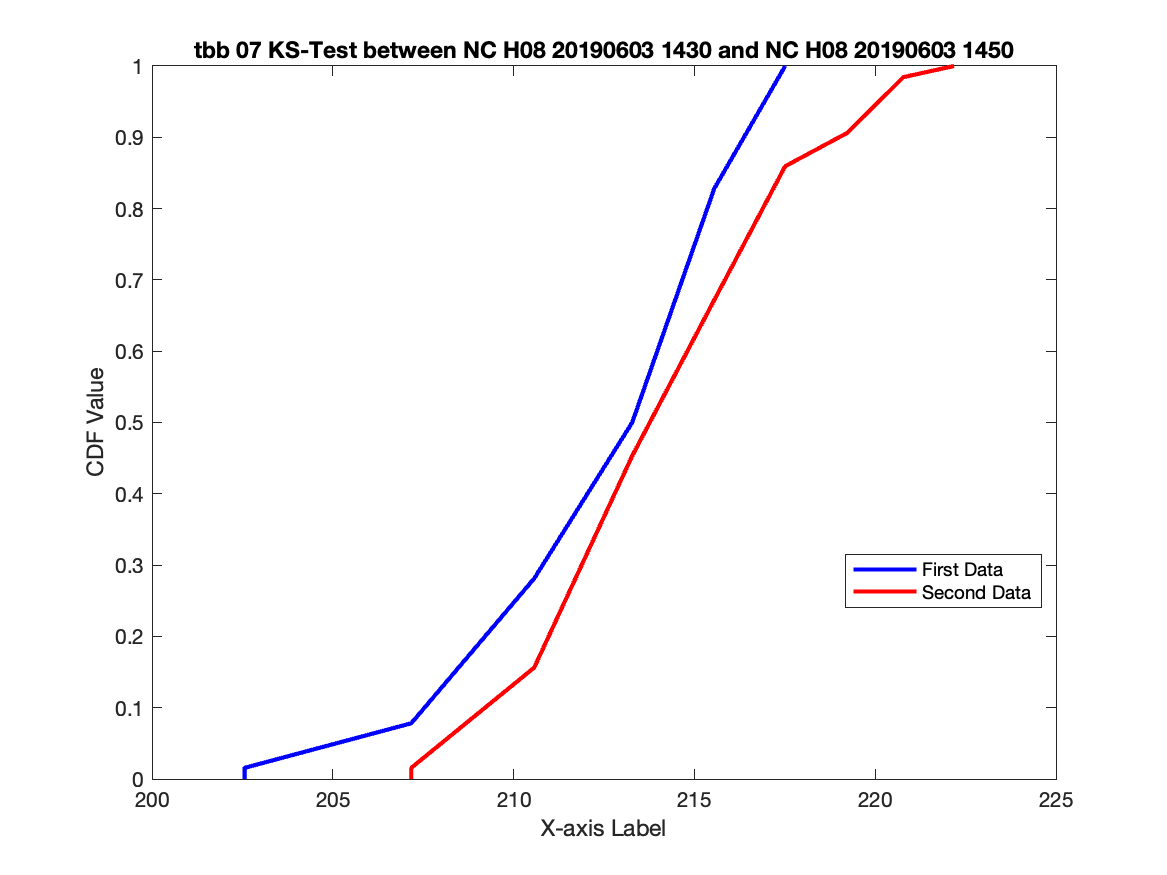 tbb 07 KS-Test between NC H08 20190603 1430 and NC H08 20190603 1450
1
0.9
0.8
0.7
0.6
0.5
0.4
0.3
0.2
0.1
0
CDF Value
First Data
Second Data
200 205 210 215 220 225
X-axis Label